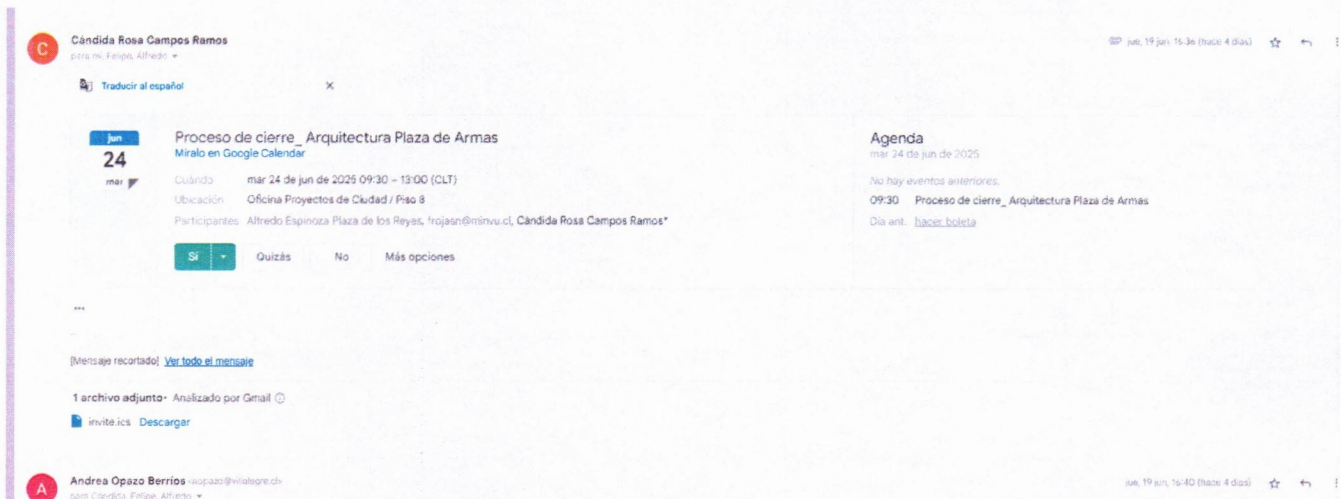 C
Cándida Rosa Campos Ramos
jue, 19 jun, 16:36 (hace 4 días)
para mí, Felipe, Alfredo
Traducir al español
jun
24
mar
Proceso de cierre_ Arquitectura Plaza de Armas
Míralo en Google Calendar
Cuándo mar 24 de jun de 2025 09:30 – 13:00 (CLT)
Ubicación Oficina Proyectos de Ciudad / Piso 8
Participantes Alfredo Espinoza Plaza de los Reyes, frojasn@minvu.cl, Cándida Rosa Campos Ramos*
Sí Quizás No Más opciones
Agenda
mar 24 de jun de 2025
No hay eventos anteriores.
09:30 Proceso de cierre_ Arquitectura Plaza de Armas
Día ant. hacer boleta
...
[Mensaje recortado] Ver todo el mensaje
1 archivo adjunto• Analizado por Gmail
invite.ics Descargar
A
Andrea Opazo Berríos
jue, 19 jun, 16:40 (hace 4 días)
para Cándida, Felipe, Alfredo